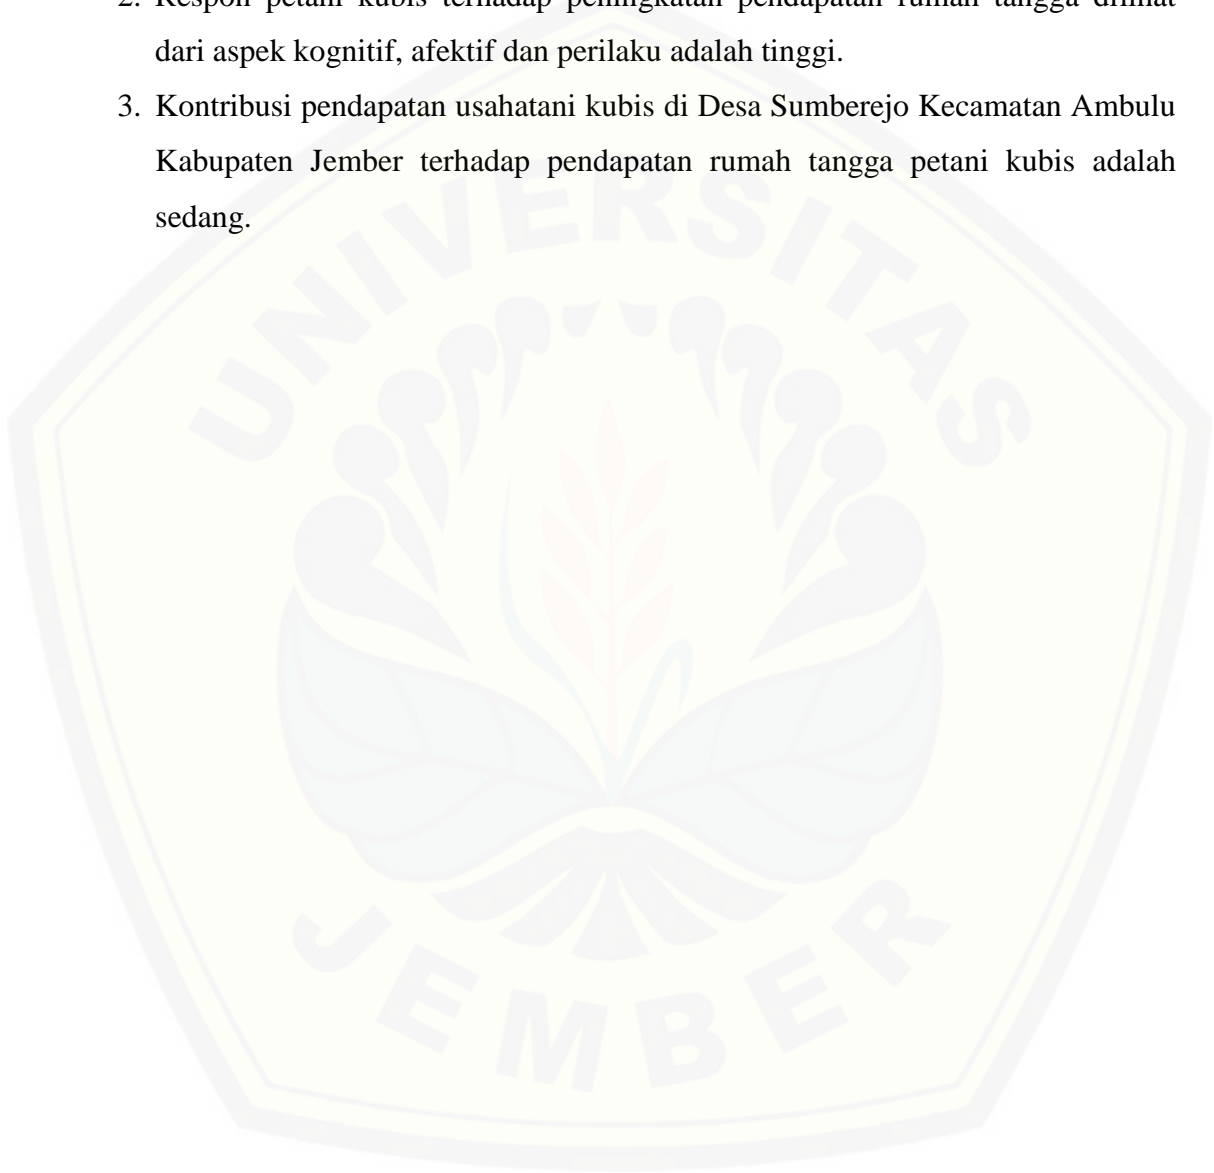 2. Respon petani kubis terhadap peningkatan pendapatan rumah tangga dilihat
dari aspek kognitif, afektif dan perilaku adalah tinggi.
3. Kontribusi pendapatan usahatani kubis di Desa Sumberejo Kecamatan Ambulu
Kabupaten Jember terhadap pendapatan rumah tangga petani kubis adalah
sedang.
UNIVERSITAS
JEMBER